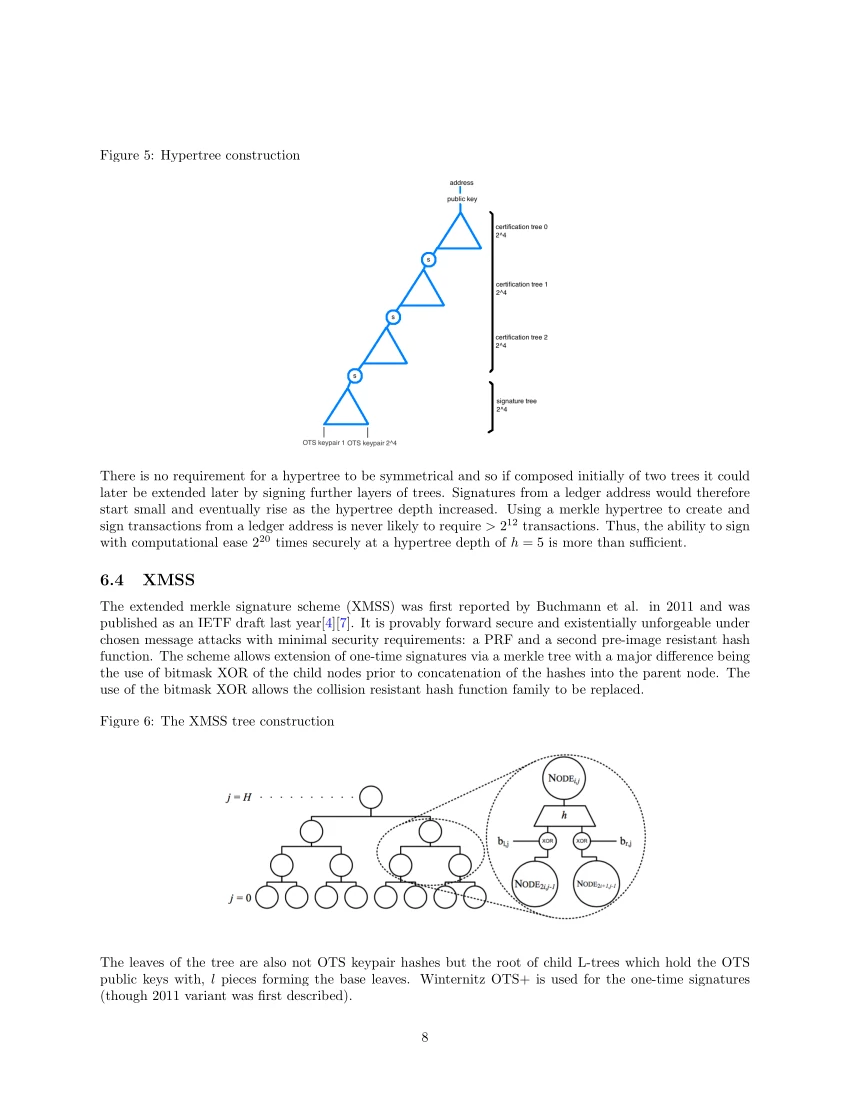 Figure 5: Hypertree construction
address
public key
certification tree 0
2^4
s
certification tree 1
2^4
s
certification tree 2
2^4
s
signature tree
2^4
OTS keypair 1 OTS keypair 2^4
There is no requirement for a hypertree to be symmetrical and so if composed initially of two trees it could
later be extended later by signing further layers of trees. Signatures from a ledger address would therefore
start small and eventually rise as the hypertree depth increased. Using a merkle hypertree to create and
sign transactions from a ledger address is never likely to require > 2^12 transactions. Thus, the ability to sign
with computational ease 2^20 times securely at a hypertree depth of h = 5 is more than sufficient.
6.4 XMSS
The extended merkle signature scheme (XMSS) was first reported by Buchmann et al. in 2011 and was
published as an IETF draft last year[4][7]. It is provably forward secure and existentially unforgeable under
chosen message attacks with minimal security requirements: a PRF and a second pre-image resistant hash
function. The scheme allows extension of one-time signatures via a merkle tree with a major difference being
the use of bitmask XOR of the child nodes prior to concatenation of the hashes into the parent node. The
use of the bitmask XOR allows the collision resistant hash function family to be replaced.
Figure 6: The XMSS tree construction
j = H
NODE i,j
h
b l,j XOR XOR b r,j
NODE 2i,j-1 NODE 2i+1,j-1
j = 0
The leaves of the tree are also not OTS keypair hashes but the root of child L-trees which hold the OTS
public keys with, l pieces forming the base leaves. Winternitz OTS+ is used for the one-time signatures
(though 2011 variant was first described).
8